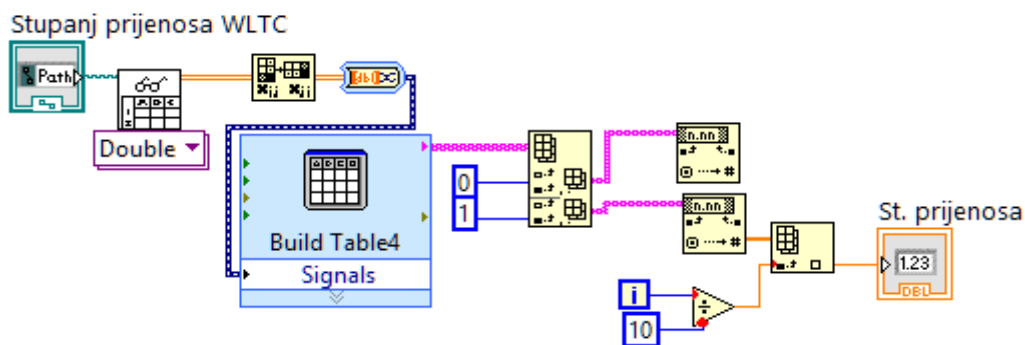 Stupanj prijenosa WLTC
Path
Double
Build Table4
Signals
0
1
n.nn
n.nn
St. prijenosa
1.23
DBL
i
10